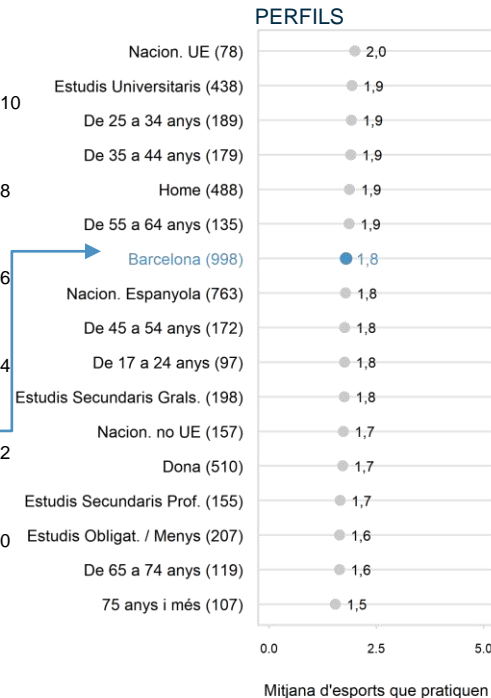 PERFILS
Nacion. UE (78) 2,0
Estudis Universitaris (438) 1,9
10
De 25 a 34 anys (189) 1,9
De 35 a 44 anys (179) 1,9
8
Home (488) 1,9
De 55 a 64 anys (135) 1,9
Barcelona (998) 1,8
6
Nacion. Espanyola (763) 1,8
De 45 a 54 anys (172) 1,8
4
De 17 a 24 anys (97) 1,8
Estudis Secundaris Grals. (198) 1,8
Nacion. no UE (157) 1,7
2
Dona (510) 1,7
Estudis Secundaris Prof. (155) 1,7
0
Estudis Obligat. / Menys (207) 1,6
De 65 a 74 anys (119) 1,6
75 anys i més (107) 1,5
0.0 2.5 5.0
Mitjana d'esports que pratiquen